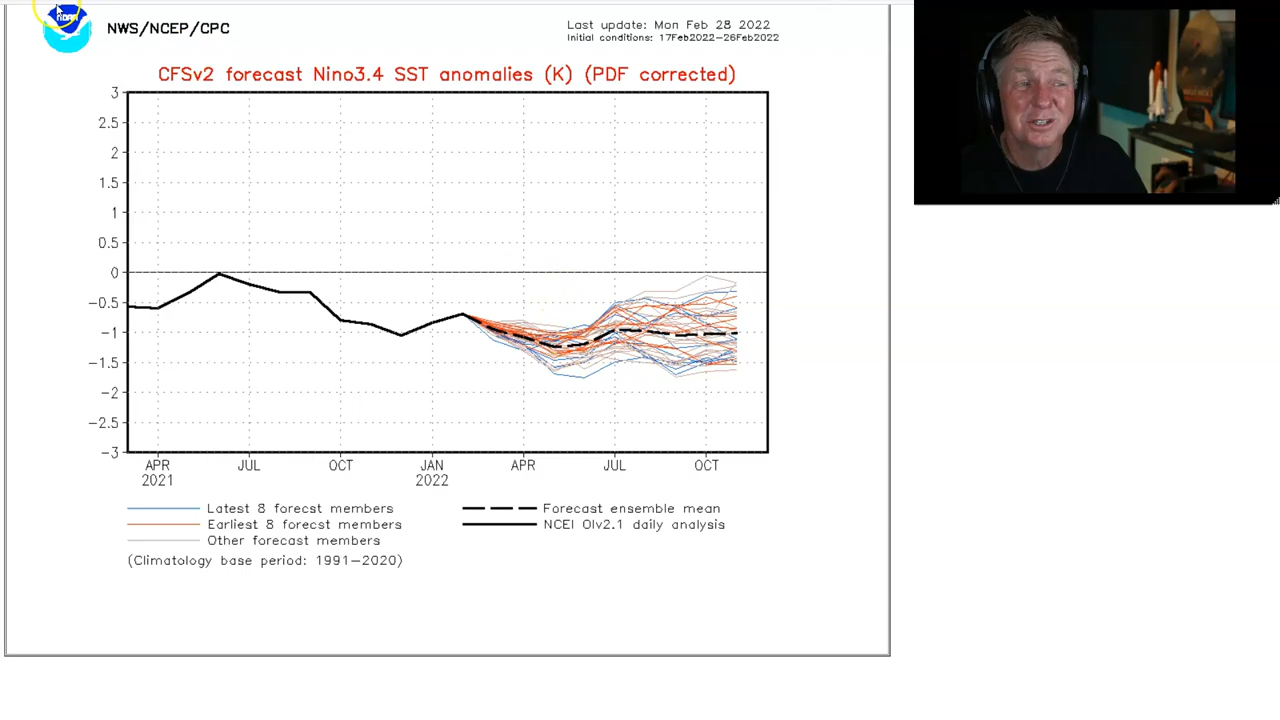 NOAA
NWS/NCEP/CPC
Last update: Mon Feb 28 2022
Initial conditions: 17Feb2022-26Feb2022
CFSv2 forecast Nino3.4 SST anomalies (K) (PDF corrected)
3
2.5
2
1.5
1
0.5
0
-0.5
-1
-1.5
-2
-2.5
-3
APR JUL OCT JAN APR JUL OCT
2021 2022
Latest 8 forecst members Forecast ensemble mean
Earliest 8 forecst members NCEI OIv2.1 daily analysis
Other forecast members
(Climatology base period: 1991-2020)